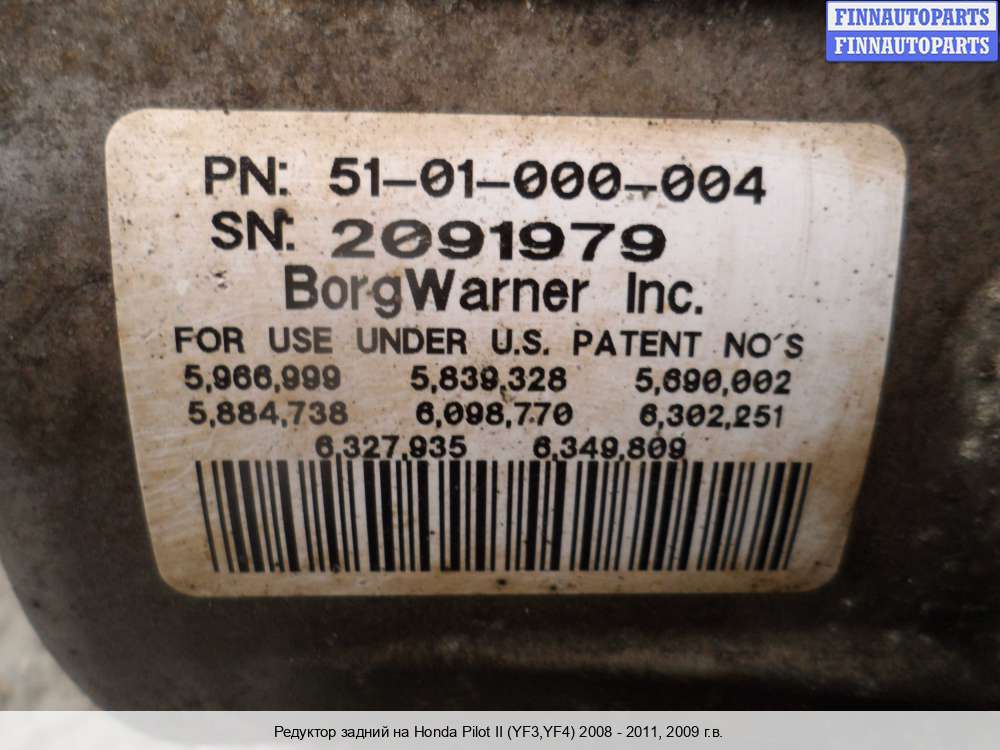 FINNAUTOPARTS
FINNAUTOPARTS
PN: 51-01-000-004
SN: 2091979
BorgWarner Inc.
FOR USE UNDER U.S. PATENT NO'S
5,966,999 5,839,328 5,690,002
5,884,738 6,098,770 6,302,251
6,327,935 6,349,809
Редуктор задний на Honda Pilot II (YF3,YF4) 2008 - 2011, 2009 г.в.